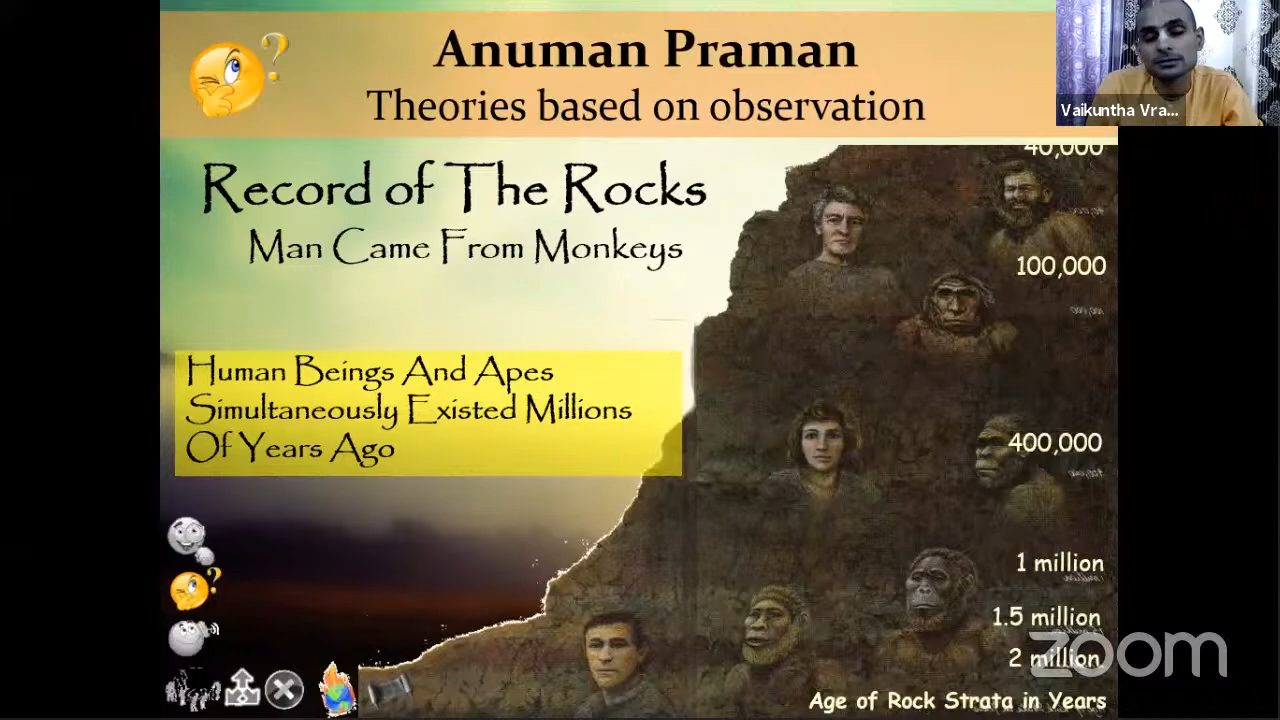 Anuman Praman
Theories based on observation
Vaikuntha Vra...
Record of The Rocks
Man Came From Monkeys
40,000
100,000
Human Beings And Apes
Simultaneously Existed Millions
Of Years Ago
400,000
1 million
1.5 million
2 million
zoom
Age of Rock Strata in Years